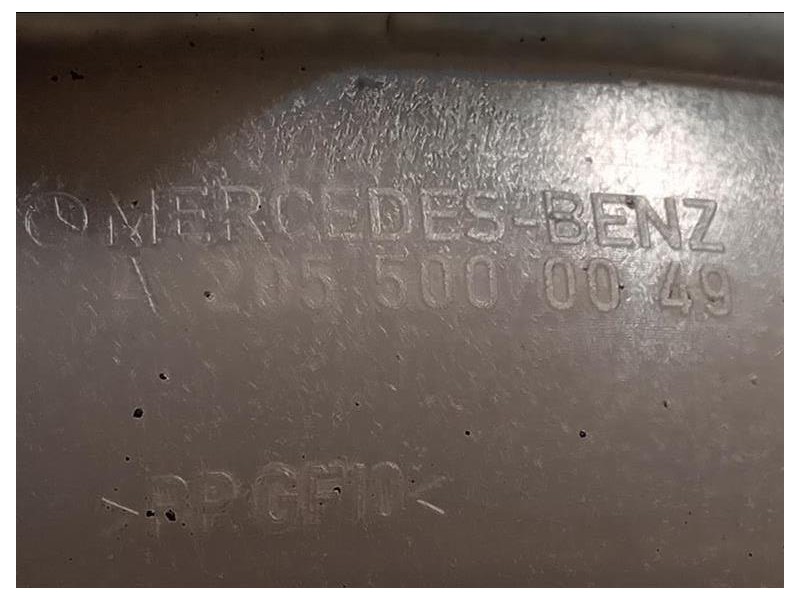 MERCEDES-BENZ
A 205 500 00 49
>PP GF10<